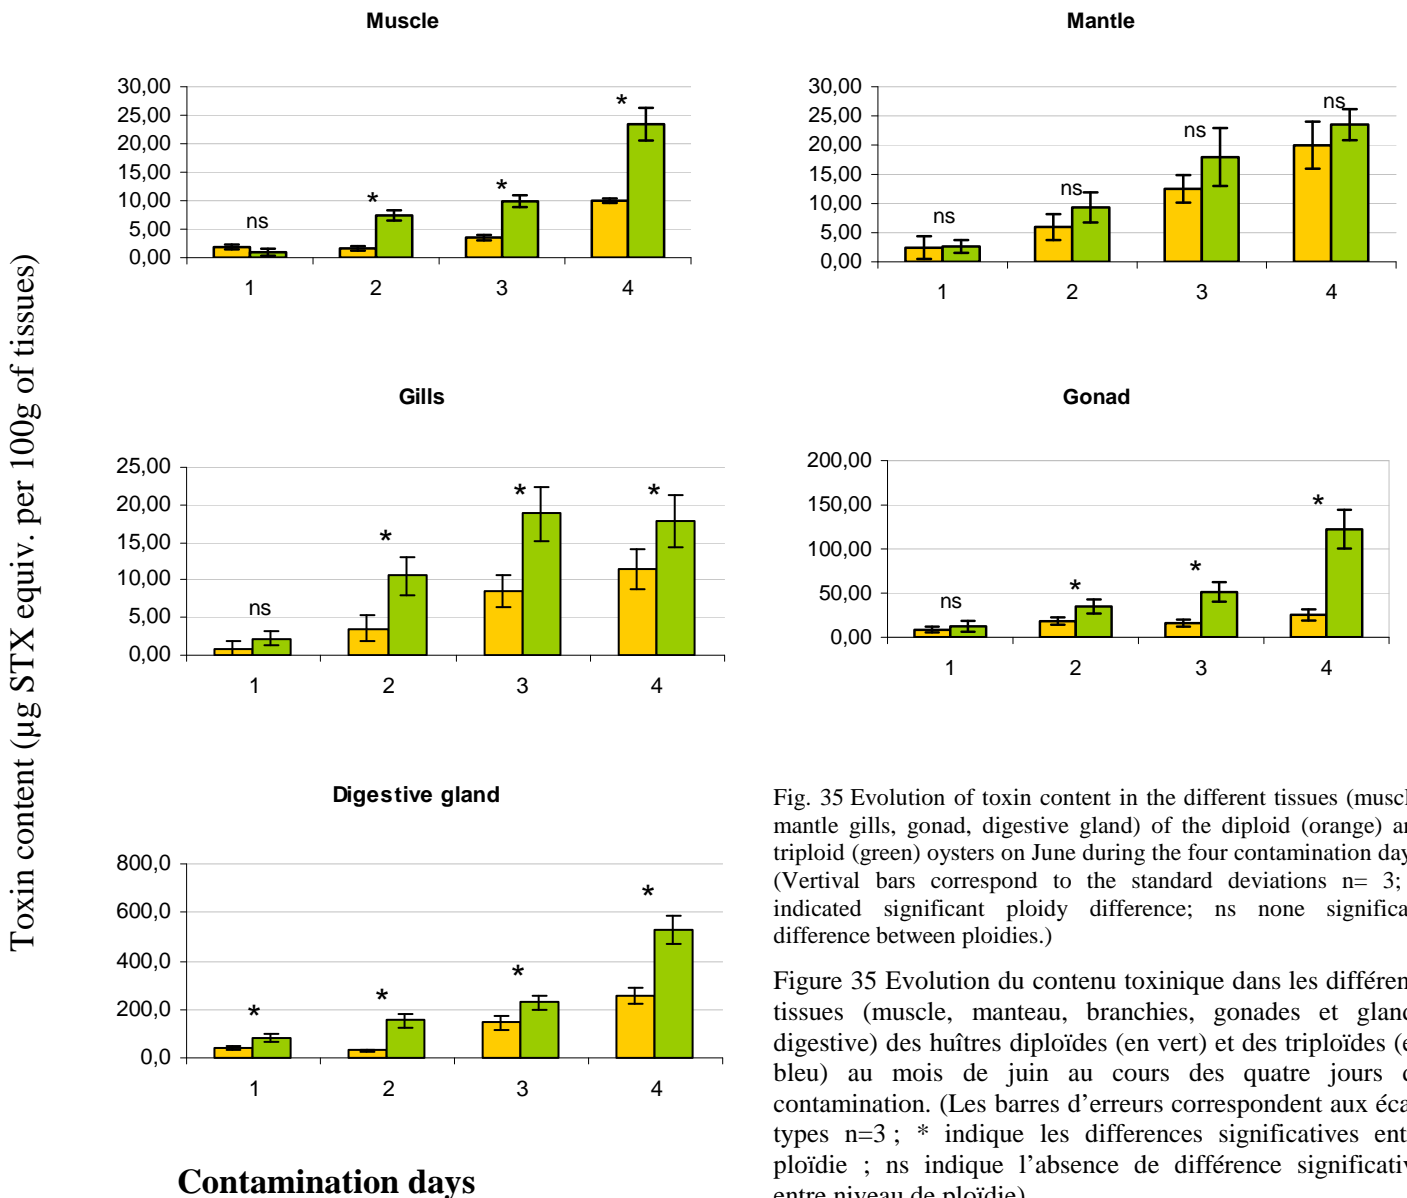 Toxin content (µg STX equiv. per 100g of tissues)
Muscle
30,00
25,00
20,00
15,00
10,00
5,00
0,00
ns
*
*
*
1 2 3 4
Mantle
30,00
25,00
20,00
15,00
10,00
5,00
0,00
ns
ns
ns
ns
1 2 3 4
Gills
25,00
20,00
15,00
10,00
5,00
0,00
ns
*
*
*
1 2 3 4
Gonad
200,00
150,00
100,00
50,00
0,00
ns
*
*
*
1 2 3 4
Digestive gland
800,0
600,0
400,0
200,0
0,0
*
*
*
*
1 2 3 4
Contamination days
Fig. 35 Evolution of toxin content in the different tissues
mantle gills, gonad, digestive gland) of the diploid (orange)
triploid (green) oysters on June during the four contamination
(Vertival bars correspond to the standard deviations n= 3;
indicated significant ploidy difference; ns none
difference between ploidies.)
Figure 35 Evolution du contenu toxinique dans les
tissues (muscle, manteau, branchies, gonades et
digestive) des huîtres diploïdes (en vert) et des triploïdes
bleu) au mois de juin au cours des quatre jours
contamination. (Les barres d’erreurs correspondent aux
types n=3 ; * indique les differences significatives
ploïdie ; ns indique l’absence de différence
entre niveau de ploïdie)